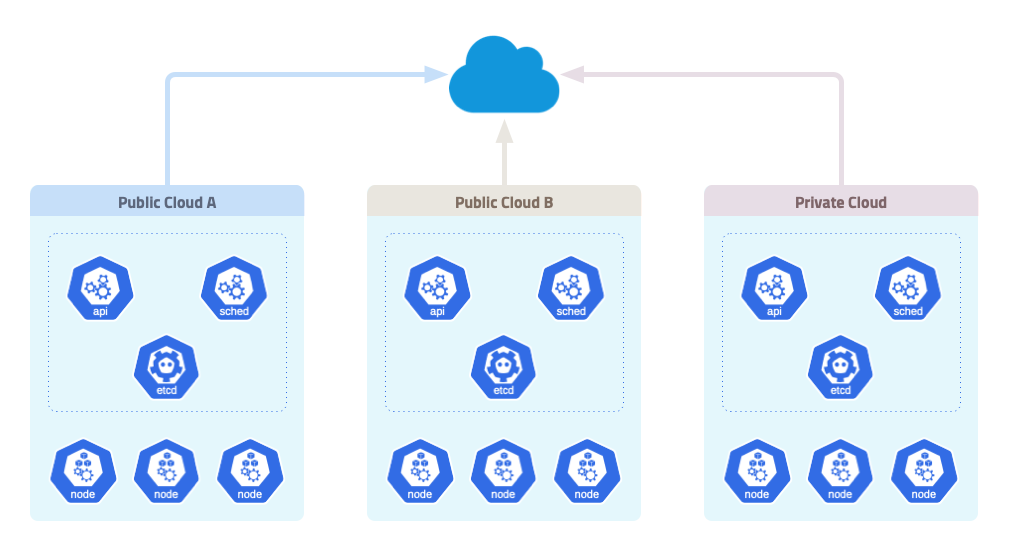 Public Cloud A
Public Cloud B
Private Cloud
api
sched
api
sched
api
sched
etcd
etcd
etcd
node
node
node
node
node
node
node
node
node